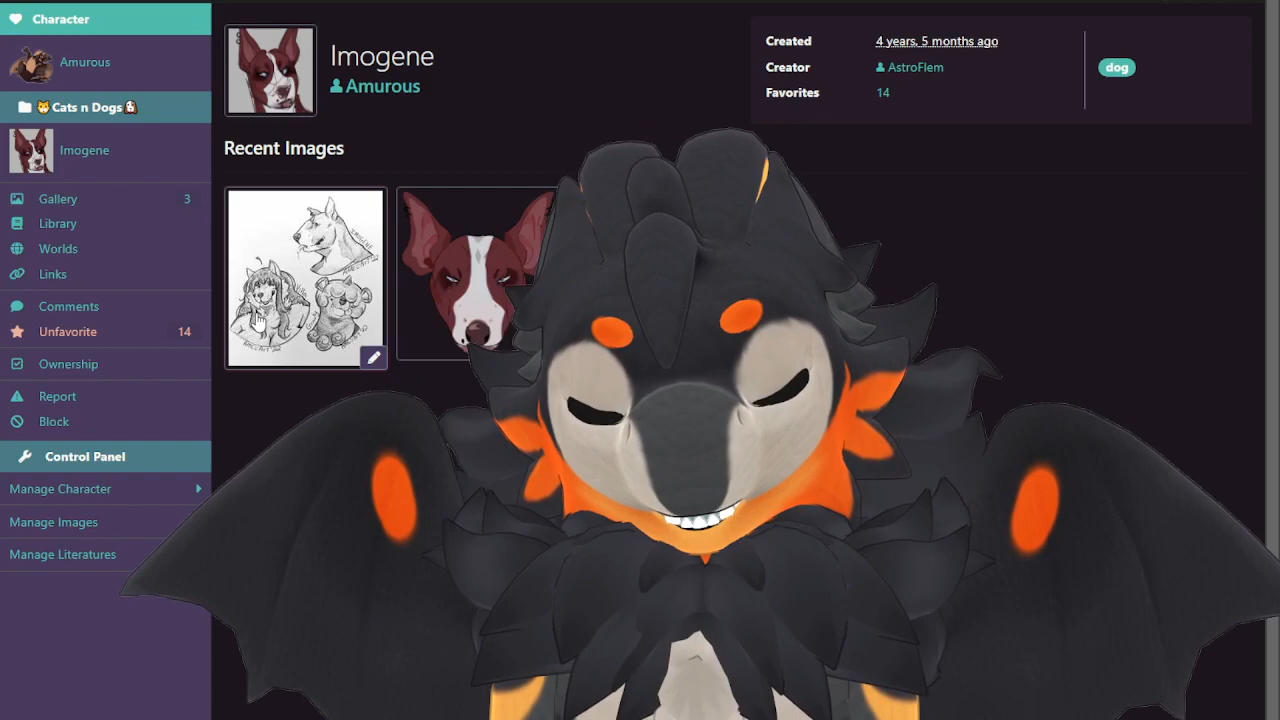 Character
Amurous
🐱Cats n Dogs🐶
Imogene
Gallery 3
Library
Worlds
Links
Comments
Unfavorite 14
Ownership
Report
Block
Control Panel
Manage Character
Manage Images
Manage Literatures
Imogene
Amurous
Created 4 years, 5 months ago
Creator AstroFlem
Favorites 14
dog
Recent Images
IMOGENE